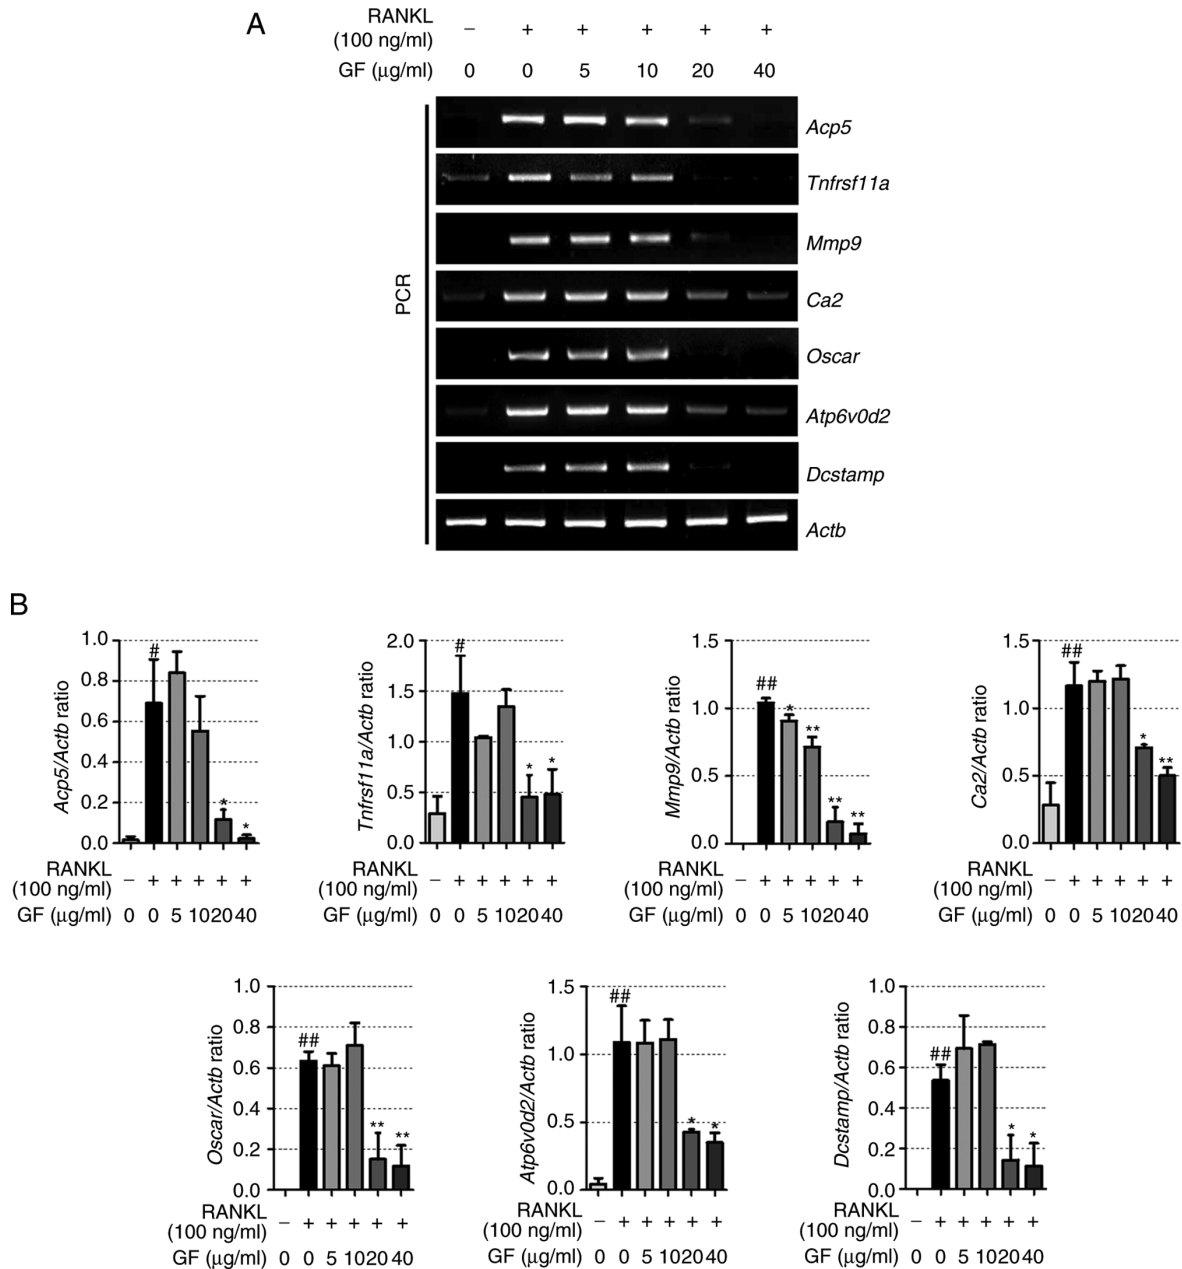 A
RANKL
(100 ng/ml)
− + + + + +
GF (μg/ml) 0 0 5 10 20 40
PCR
Acp5
Tnfrsf11a
Mmp9
Ca2
Oscar
Atp6v0d2
Dcstamp
Actb
B
Acp5/Actb ratio
1.0
0.8
0.6
0.4
0.2
0.0
#
*
*
RANKL
(100 ng/ml)
− + + + + +
GF (μg/ml) 0 0 5 10 20 40
Tnfrsf11a/Actb ratio
2.0
1.5
1.0
0.5
0.0
#
*
*
RANKL
(100 ng/ml)
− + + + + +
GF (μg/ml) 0 0 5 10 20 40
Mmp9/Actb ratio
1.5
1.0
0.5
0.0
##
*
**
**
**
RANKL
(100 ng/ml)
− + + + + +
GF (μg/ml) 0 0 5 10 20 40
Ca2/Actb ratio
1.5
1.0
0.5
0.0
##
*
**
RANKL
(100 ng/ml)
− + + + + +
GF (μg/ml) 0 0 5 10 20 40
Oscar/Actb ratio
1.0
0.8
0.6
0.4
0.2
0.0
##
**
**
RANKL
(100 ng/ml)
− + + + + +
GF (μg/ml) 0 0 5 10 20 40
Atp6v0d2/Actb ratio
1.5
1.0
0.5
0.0
##
*
*
RANKL
(100 ng/ml)
− + + + + +
GF (μg/ml) 0 0 5 10 20 40
Dcstamp/Actb ratio
1.0
0.8
0.6
0.4
0.2
0.0
##
*
*
RANKL
(100 ng/ml)
− + + + + +
GF (μg/ml) 0 0 5 10 20 40